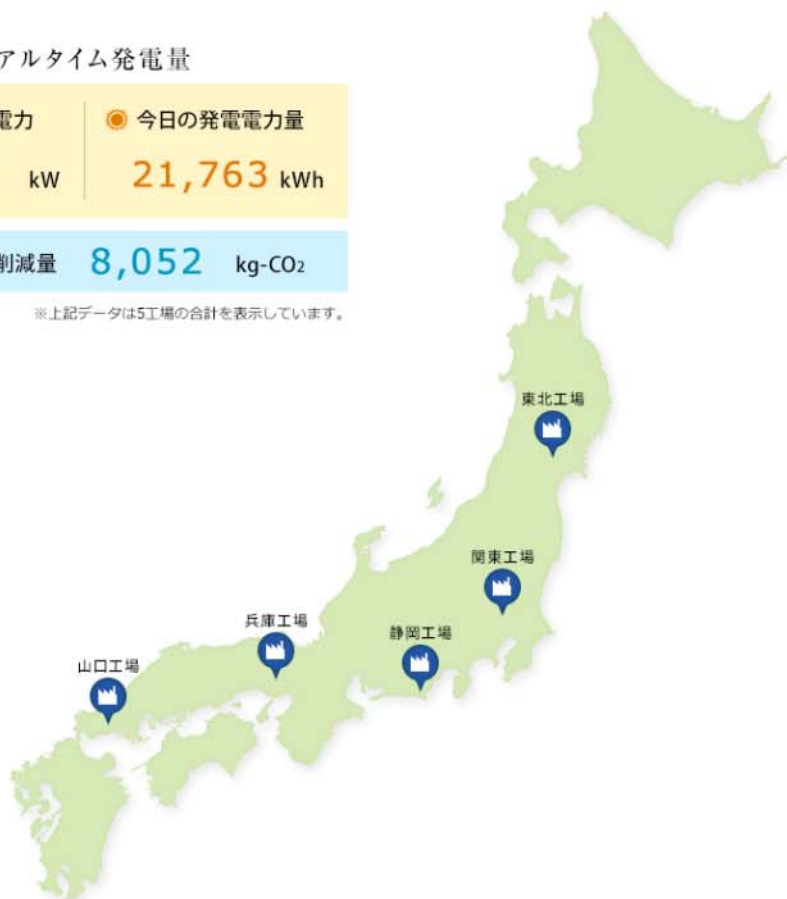 アルタイム発電量
電力
今日の発電電力量
kW
21,763 kWh
削減量 8,052 kg-CO2
※上記データは5工場の合計を表示しています。
東北工場
関東工場
兵庫工場
静岡工場
山口工場